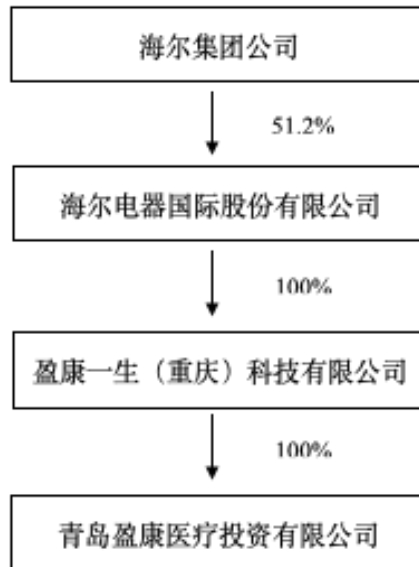 海尔集团公司
51.2%
海尔电器国际股份有限公司
100%
盈康一生（重庆）科技有限公司
100%
青岛盈康医疗投资有限公司